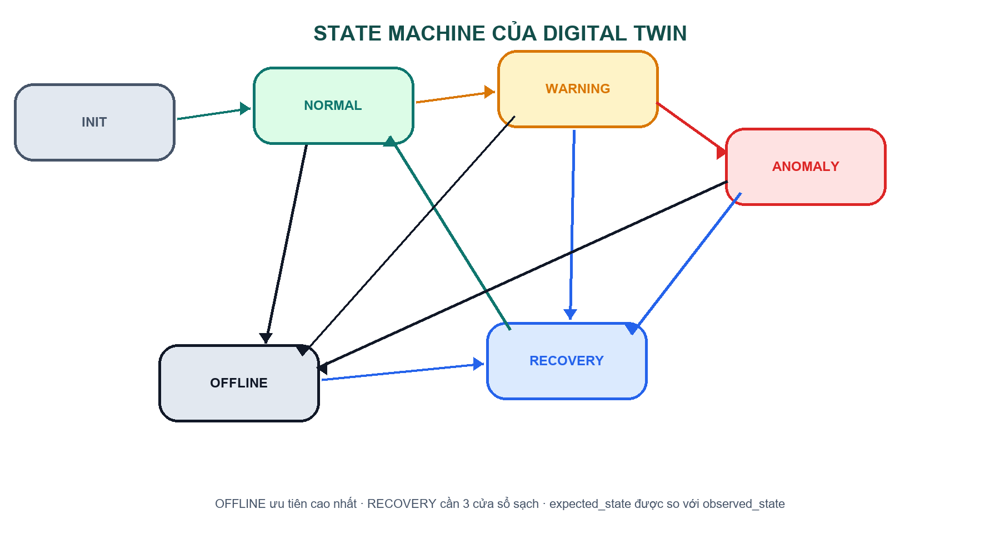 STATE MACHINE CỦA DIGITAL TWIN
INIT
NORMAL
WARNING
ANOMALY
OFFLINE
RECOVERY
OFFLINE ưu tiên cao nhất · RECOVERY cần 3 cửa sổ sạch · expected_state được so với observed_state